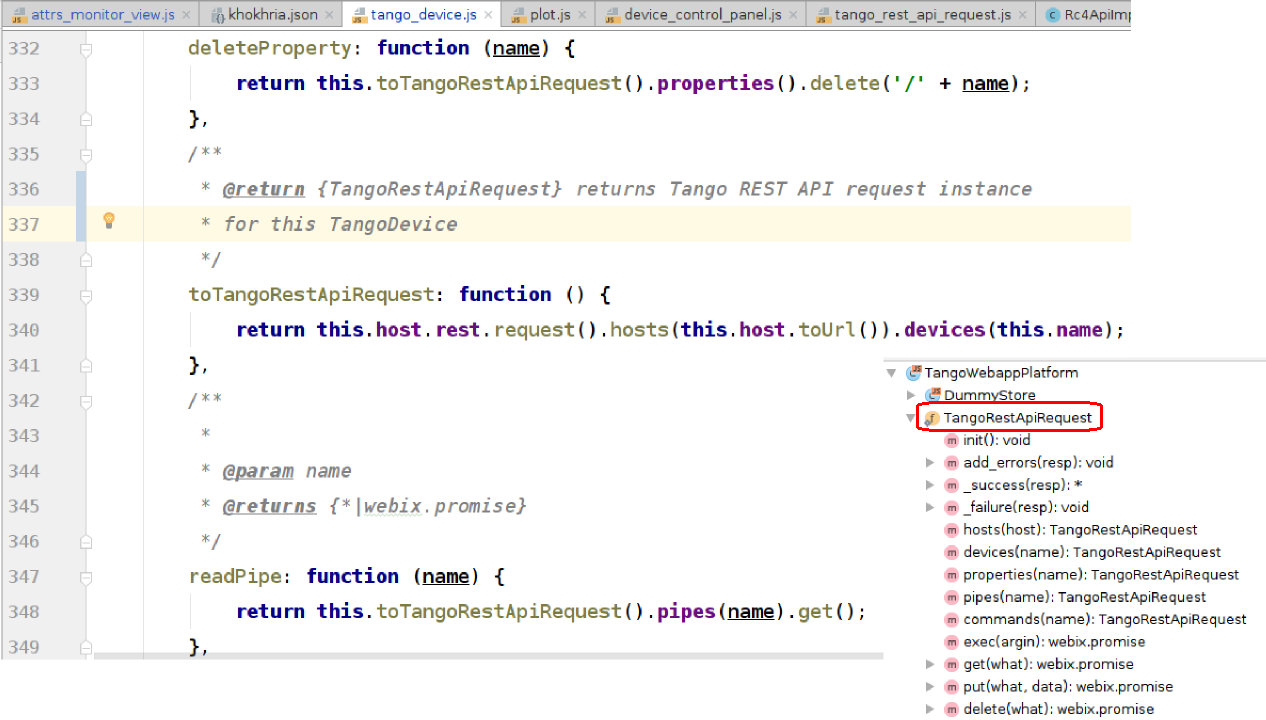 attrs_monitor_view.js × khokhria.json × tango_device.js × plot.js × device_control_panel.js × tango_rest_api_request.js × Rc4ApiImp
332 deleteProperty: function (name) {
333 return this.toTangoRestApiRequest().properties().delete('/' + name);
334 },
335 /**
336 * @return {TangoRestApiRequest} returns Tango REST API request instance
337 * for this TangoDevice
338 */
339 toTangoRestApiRequest: function () {
340 return this.host.rest.request().hosts(this.host.toUrl()).devices(this.name);
341 },
342 /**
343 *
344 * @param name
345 * @returns {*|webix.promise}
346 */
347 readPipe: function (name) {
348 return this.toTangoRestApiRequest().pipes(name).get();
349 },
TangoWebappPlatform
DummyStore
TangoRestApiRequest
init(): void
add_errors(resp): void
_success(resp): *
_failure(resp): void
hosts(host): TangoRestApiRequest
devices(name): TangoRestApiRequest
properties(name): TangoRestApiRequest
pipes(name): TangoRestApiRequest
commands(name): TangoRestApiRequest
exec(argin): webix.promise
get(what): webix.promise
put(what, data): webix.promise
delete(what): webix.promise